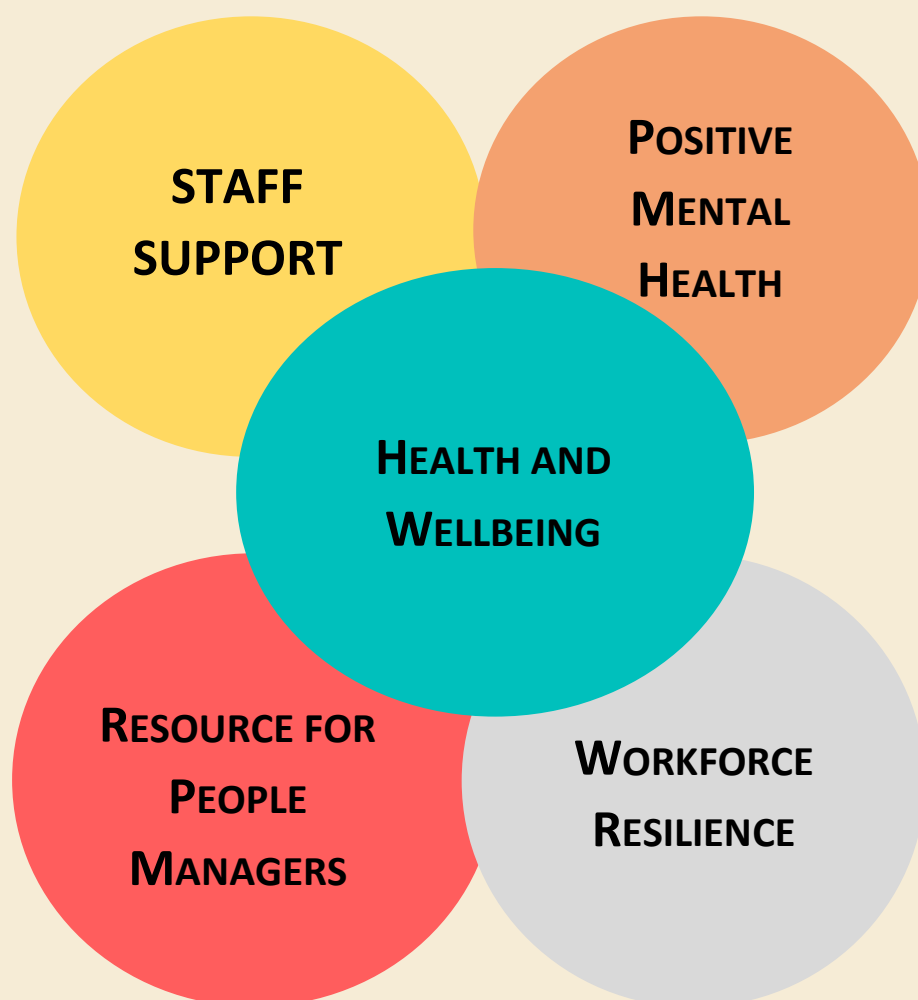 STAFF
SUPPORT
POSITIVE
MENTAL
HEALTH
HEALTH AND
WELLBEING
RESOURCE FOR
PEOPLE
MANAGERS
WORKFORCE
RESILIENCE